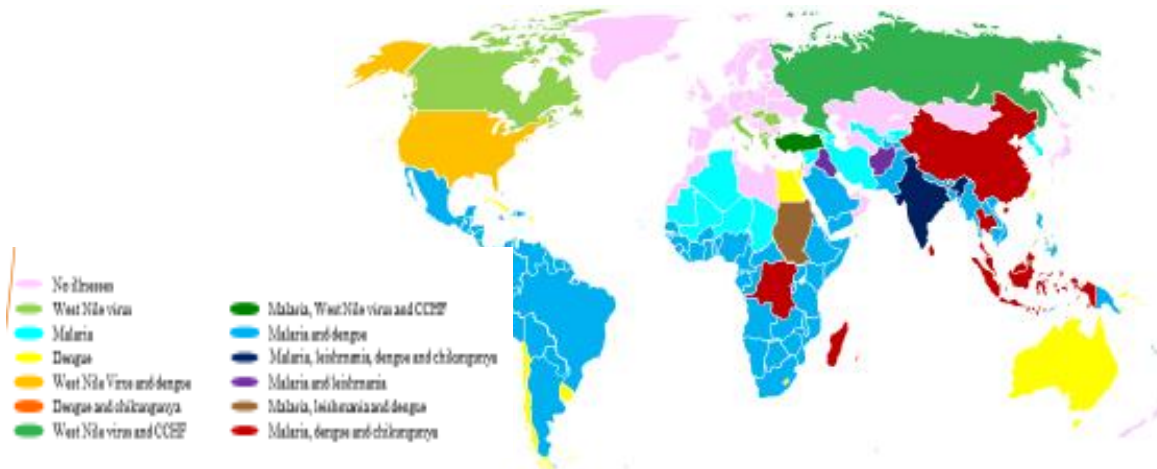 No illnesses
West Nile virus
Malaria
Dengue
West Nile Virus and dengue
Dengue and chikungunya
West Nile virus and CCHF
Malaria, West Nile virus and CCHF
Malaria and dengue
Malaria, leishmania, dengue and chikungunya
Malaria and leishmania
Malaria, leishmania and dengue
Malaria, dengue and chikungunya